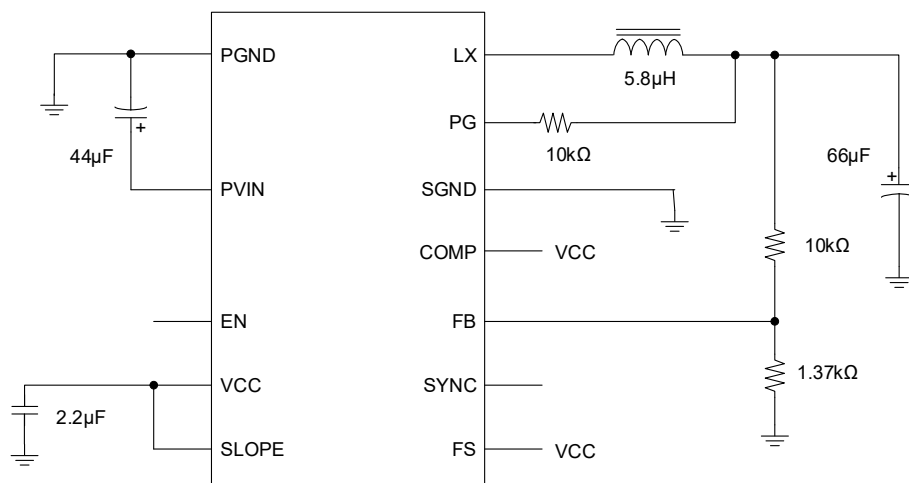 PGND
LX
5.8µH
PG
10kΩ
44µF
66µF
PVIN
SGND
COMP
VCC
10kΩ
EN
FB
VCC
SYNC
1.37kΩ
2.2µF
SLOPE
FS
VCC